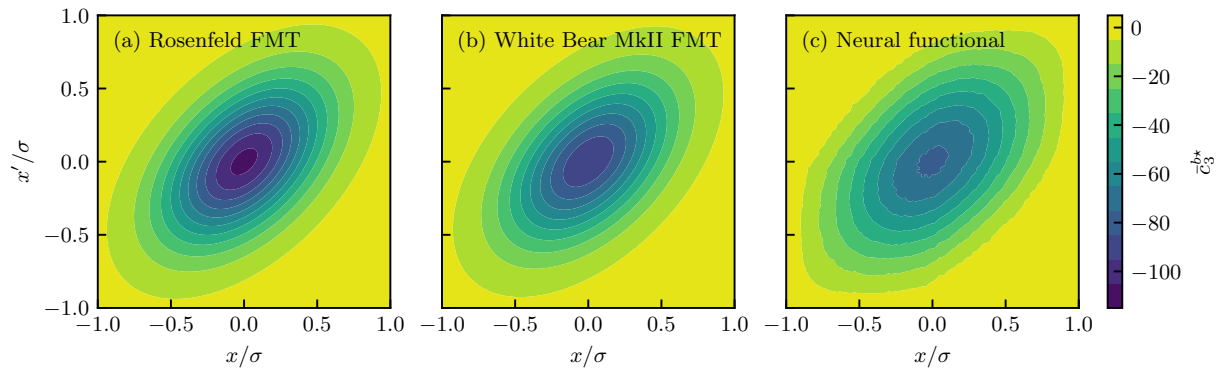 (a) Rosenfeld FMT
(b) White Bear MkII FMT
(c) Neural functional
1.0
0.5
0.0
−0.5
−1.0
x′/σ
−1.0 −0.5 0.0 0.5 1.0
x/σ
−1.0 −0.5 0.0 0.5 1.0
x/σ
−1.0 −0.5 0.0 0.5 1.0
x/σ
0
−20
−40
−60
−80
−100
c̄₃ᵇ⋆